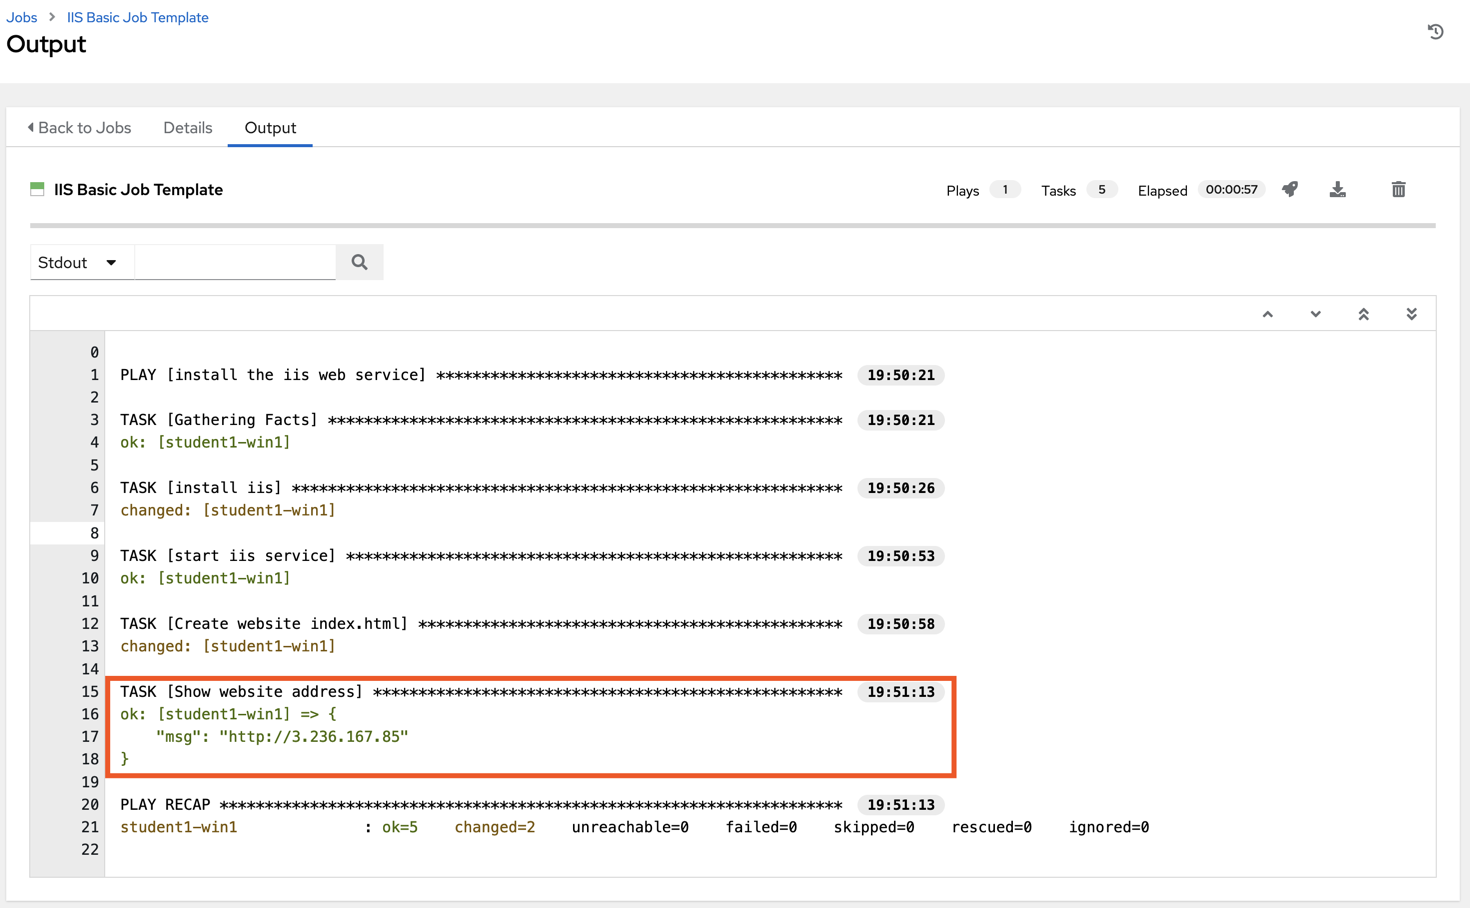 Jobs > IIS Basic Job Template
Output
Back to Jobs Details Output
IIS Basic Job Template Plays 1 Tasks 5 Elapsed 00:00:57
Stdout
0
1 PLAY [install the iis web service] ********************************************* 19:50:21
2
3 TASK [Gathering Facts] ********************************************************* 19:50:21
4 ok: [student1-win1]
5
6 TASK [install iis] ************************************************************* 19:50:26
7 changed: [student1-win1]
8
9 TASK [start iis service] ******************************************************* 19:50:53
10 ok: [student1-win1]
11
12 TASK [Create website index.html] *********************************************** 19:50:58
13 changed: [student1-win1]
14
15 TASK [Show website address] **************************************************** 19:51:13
16 ok: [student1-win1] => {
17     "msg": "http://3.236.167.85"
18 }
19
20 PLAY RECAP ********************************************************************* 19:51:13
21 student1-win1 : ok=5 changed=2 unreachable=0 failed=0 skipped=0 rescued=0 ignored=0
22